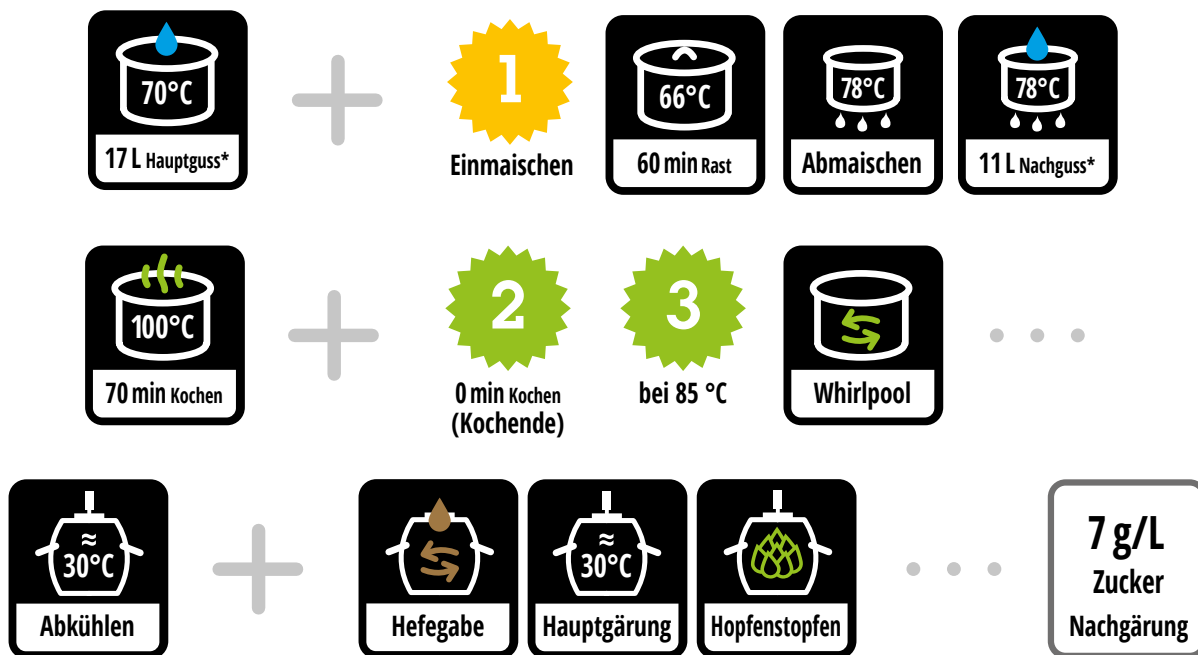 70°C
17 L Hauptguss*
1
Einmaischen
66°C
60 min Rast
78°C
Abmaischen
78°C
11 L Nachguss*
100°C
70 min Kochen
2
0 min Kochen
(Kochende)
3
bei 85 °C
Whirlpool
≈
30°C
Abkühlen
Hefegabe
≈
30°C
Hauptgärung
Hopfenstopfen
7 g/L
Zucker
Nachgärung